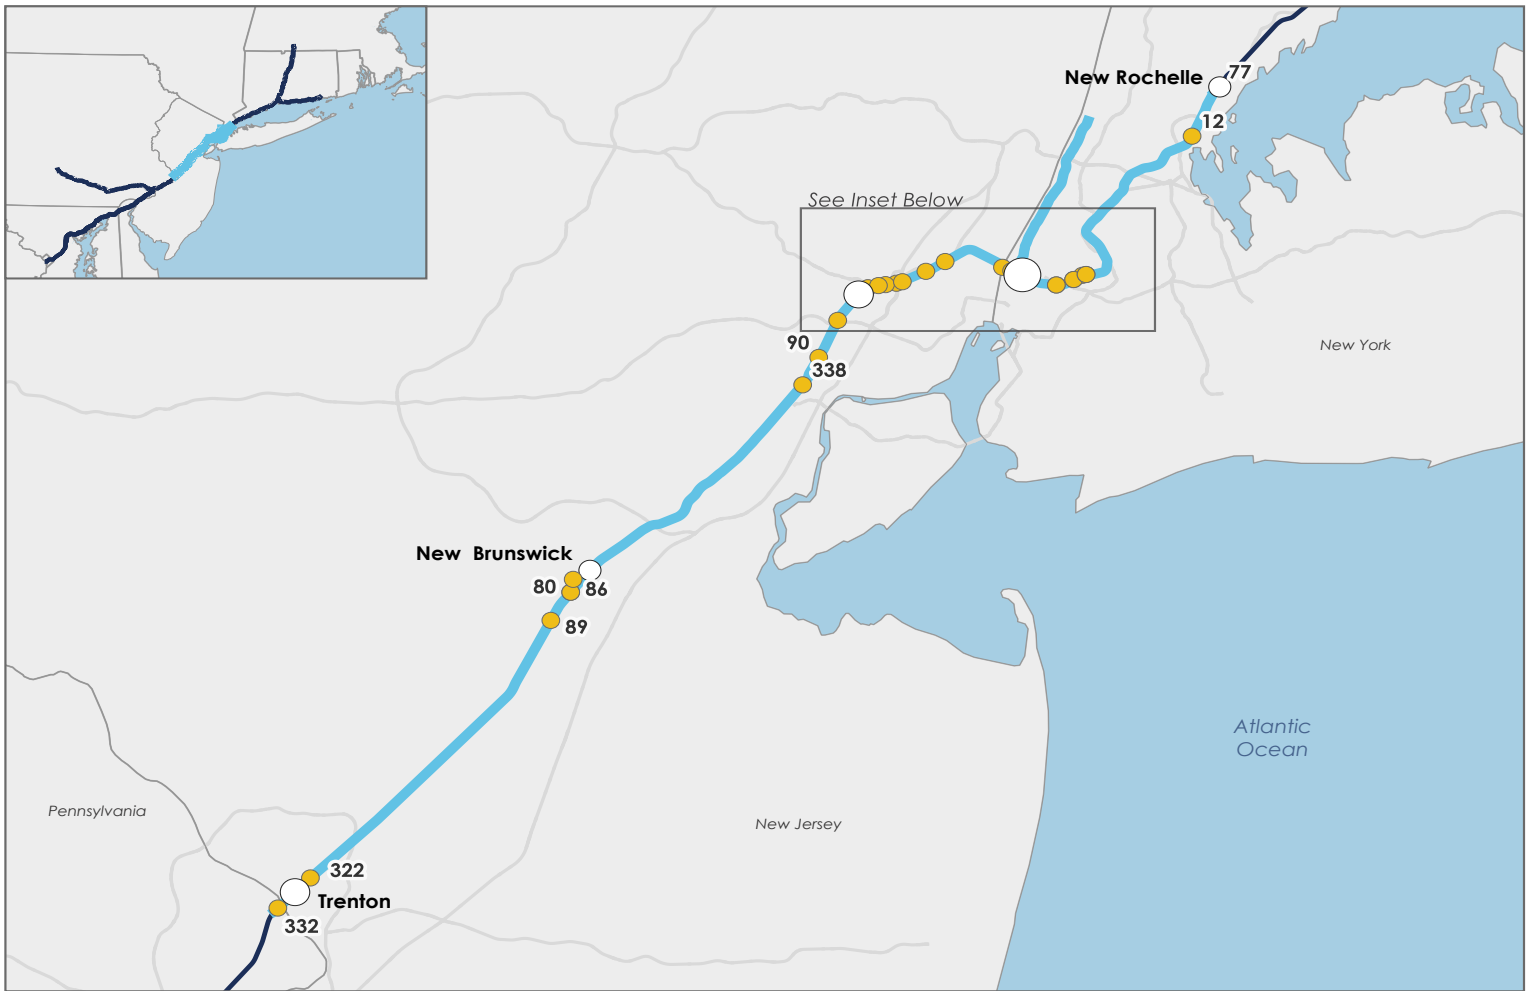 New Rochelle
77
12
See Inset Below
90
338
New York
New Brunswick
80
86
89
Atlantic
Ocean
Pennsylvania
New Jersey
322
Trenton
332